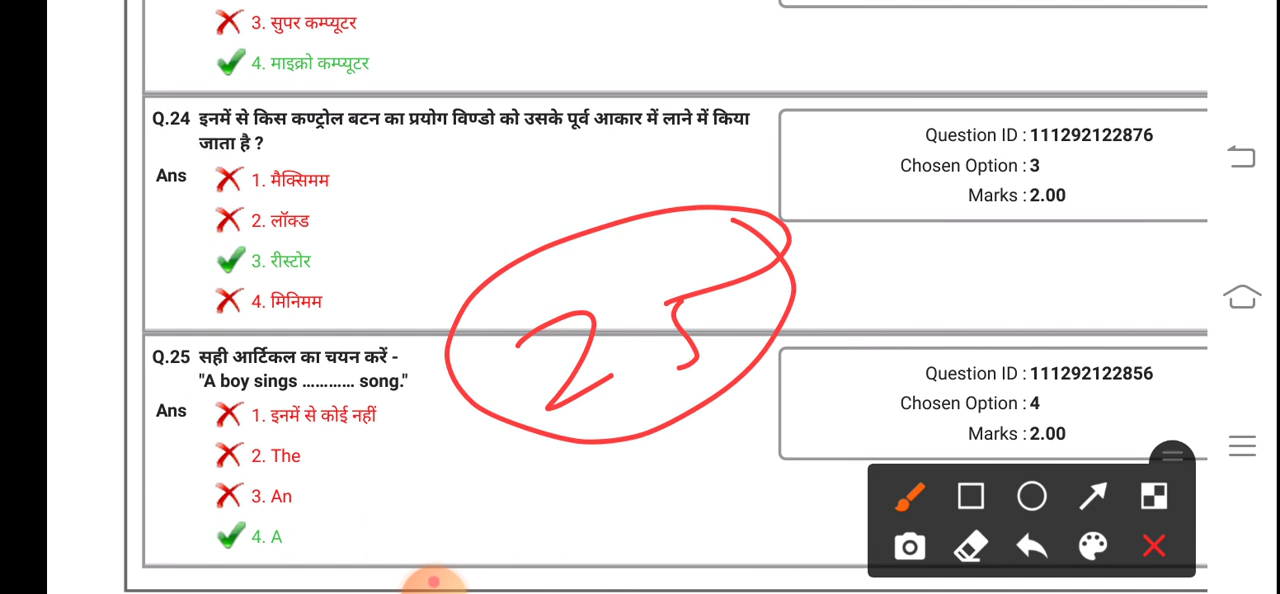 3. सुपर कम्प्यूटर
4. माइक्रो कम्प्यूटर
Q.24 इनमें से किस कण्ट्रोल बटन का प्रयोग विण्डो को उसके पूर्व आकार में लाने में किया
जाता है ?
Ans
1. मैक्सिमम
2. लॉक्ड
3. रीस्टोर
4. मिनिमम
Question ID : 111292122876
Chosen Option : 3
Marks : 2.00
25
Q.25 सही आर्टिकल का चयन करें -
"A boy sings ............ song."
Ans
1. इनमें से कोई नहीं
2. The
3. An
4. A
Question ID : 111292122856
Chosen Option : 4
Marks : 2.00